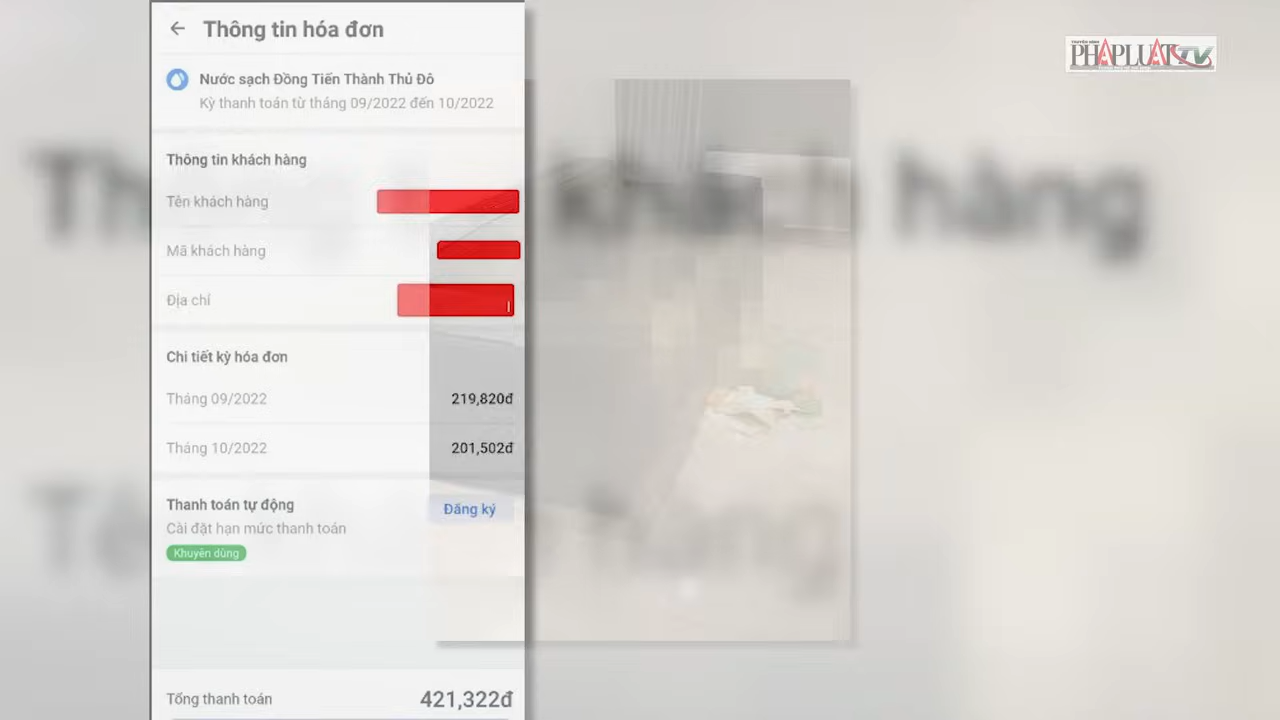 Thông tin hóa đơn
Nước sạch Đồng Tiến Thành Thủ Đô
Kỳ thanh toán từ tháng 09/2022 đến 10/2022
Thông tin khách hàng
Tên khách hàng
Mã khách hàng
Địa chỉ
Chi tiết kỳ hóa đơn
Tháng 09/2022 219,820đ
Tháng 10/2022 201,502đ
Thanh toán tự động
Đăng ký
Cài đặt hạn mức thanh toán
Khuyên dùng
Tổng thanh toán 421,322đ
PHÁPLUẬT TV